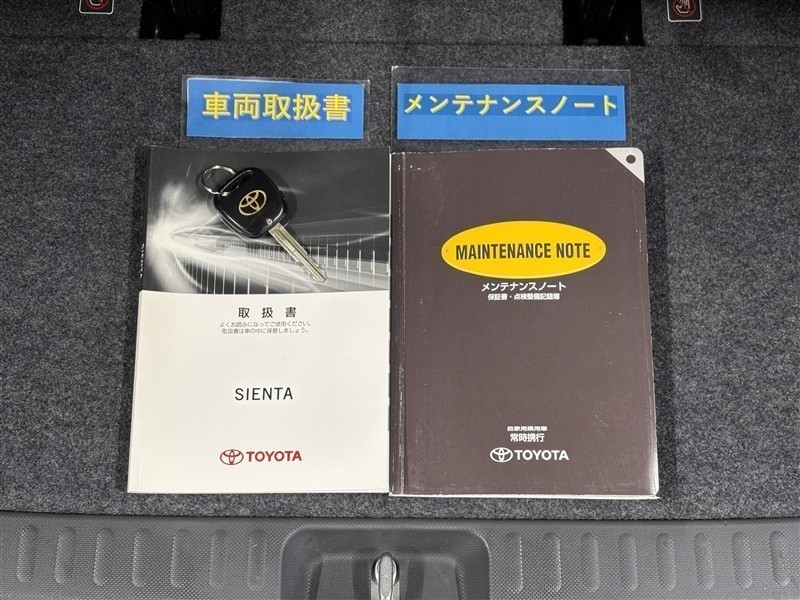 車両取扱書
メンテナンスノート
取扱書
よくお読みになってご使用ください。
取扱書は車の中に保管しましょう。
SIENTA
TOYOTA
MAINTENANCE NOTE
メンテナンスノート
保証書・点検整備記録簿
自家用乗用車
常時携行
TOYOTA